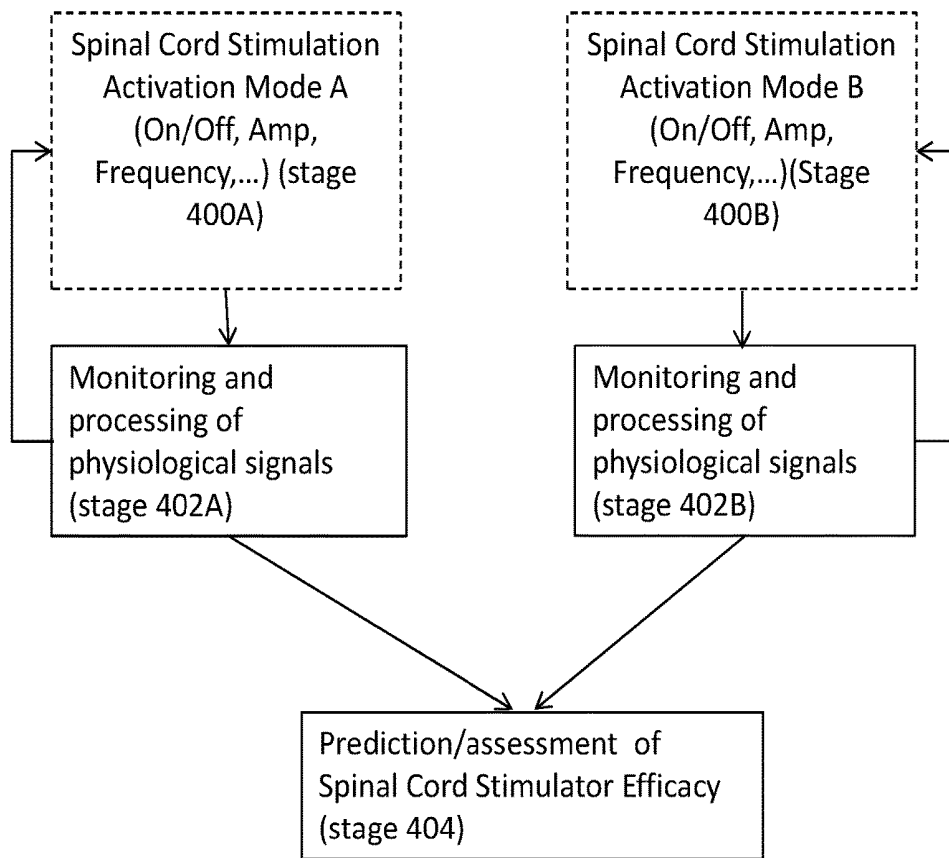 Spinal Cord Stimulation
Activation Mode A
(On/Off, Amp,
Frequency,...) (stage
400A)
Spinal Cord Stimulation
Activation Mode B
(On/Off, Amp,
Frequency,...)(Stage
400B)
Monitoring and
processing of
physiological signals
(stage 402A)
Monitoring and
processing of
physiological signals
(stage 402B)
Prediction/assessment of
Spinal Cord Stimulator Efficacy
(stage 404)